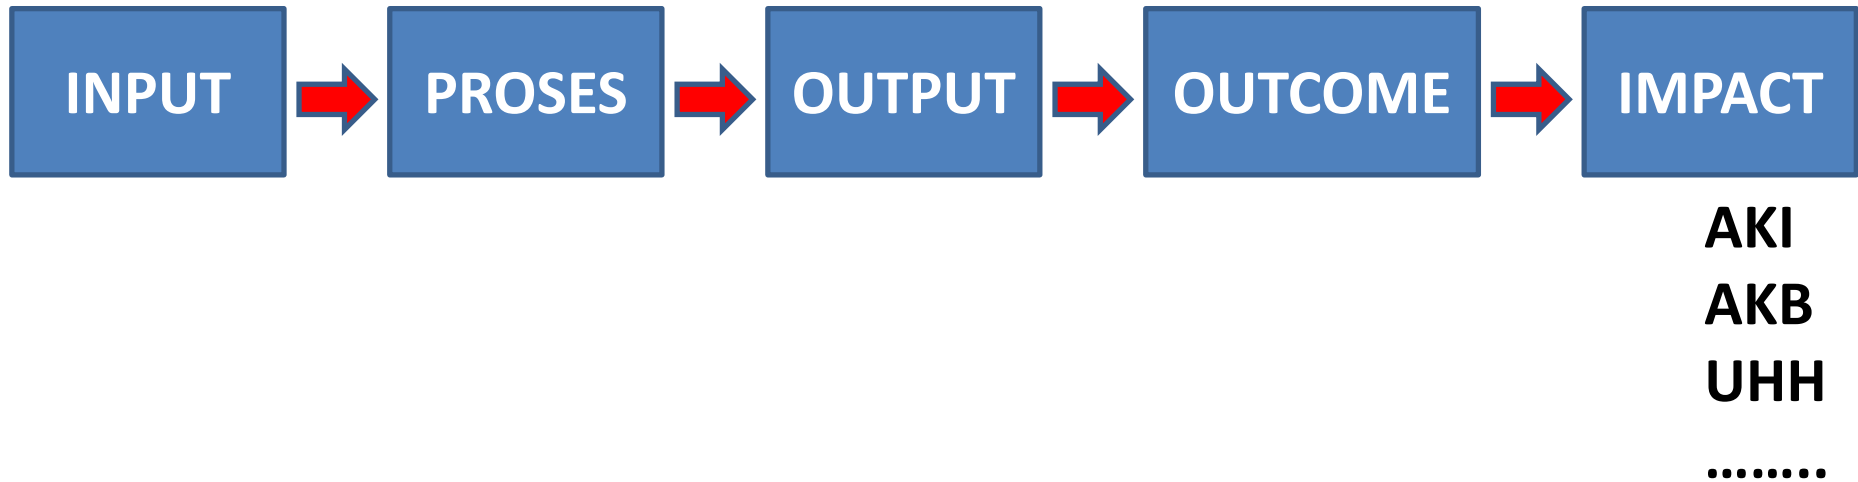 INPUT PROSES OUTPUT OUTCOME IMPACT
AKI
AKB
UHH
……..